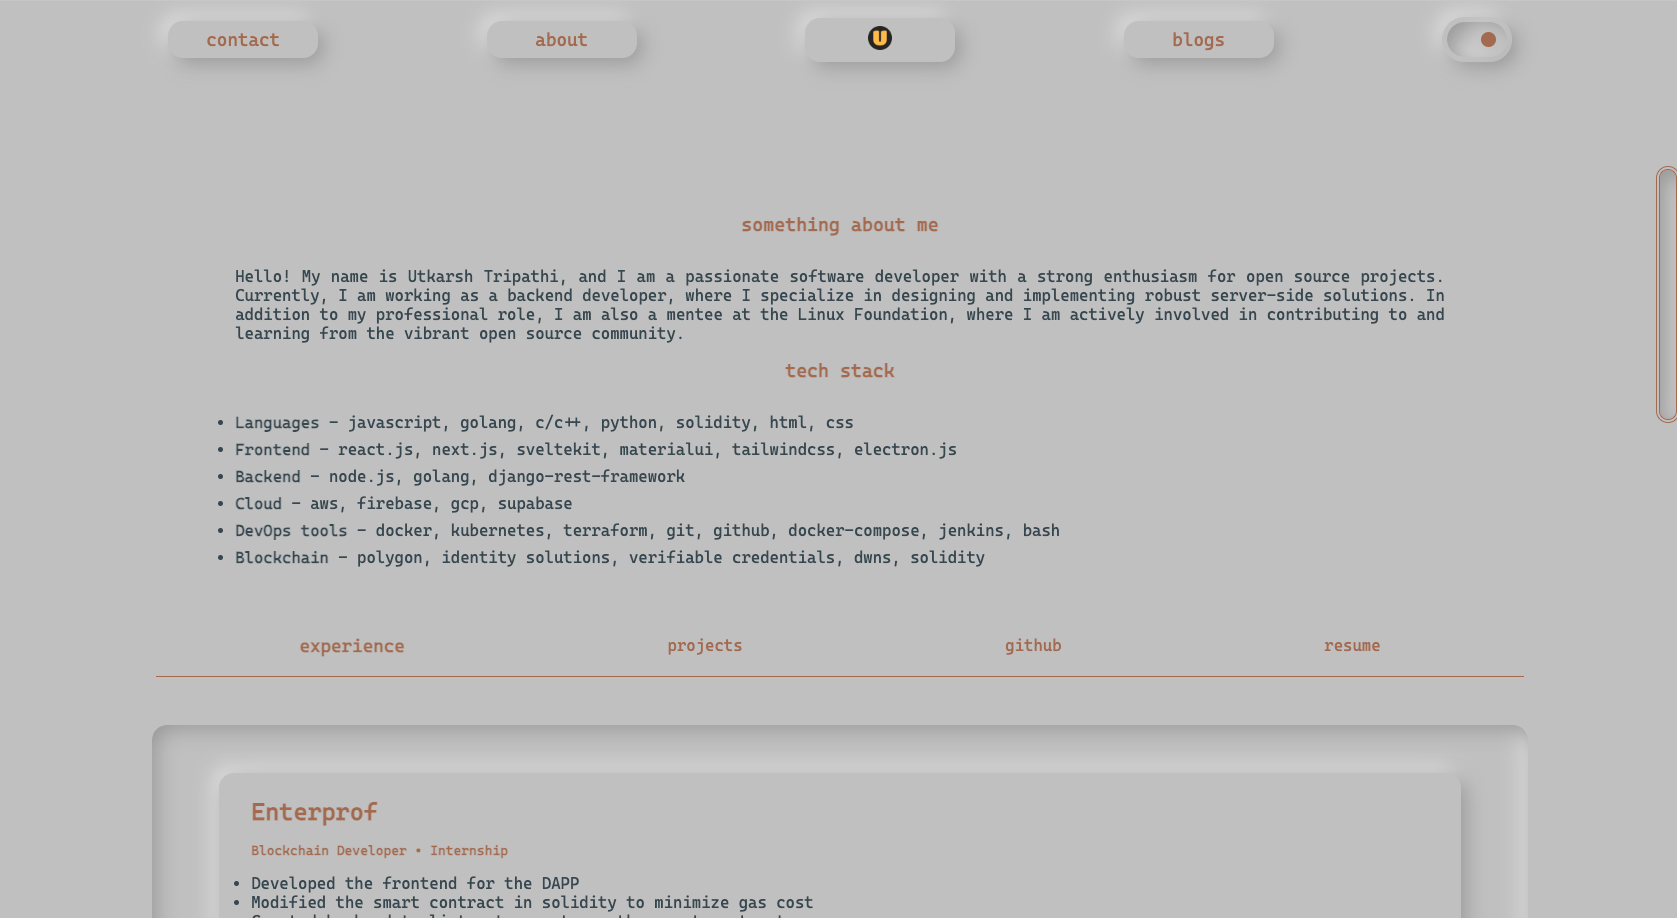 contact
about
U
blogs
something about me
Hello! My name is Utkarsh Tripathi, and I am a passionate software developer with a strong enthusiasm for open source projects.
Currently, I am working as a backend developer, where I specialize in designing and implementing robust server-side solutions. In
addition to my professional role, I am also a mentee at the Linux Foundation, where I am actively involved in contributing to and
learning from the vibrant open source community.
tech stack
• Languages - javascript, golang, c/c++, python, solidity, html, css
• Frontend - react.js, next.js, sveltekit, materialui, tailwindcss, electron.js
• Backend - node.js, golang, django-rest-framework
• Cloud - aws, firebase, gcp, supabase
• DevOps tools - docker, kubernetes, terraform, git, github, docker-compose, jenkins, bash
• Blockchain - polygon, identity solutions, verifiable credentials, dwns, solidity
experience
projects
github
resume
Enterprof
Blockchain Developer • Internship
• Developed the frontend for the DAPP
• Modified the smart contract in solidity to minimize gas cost